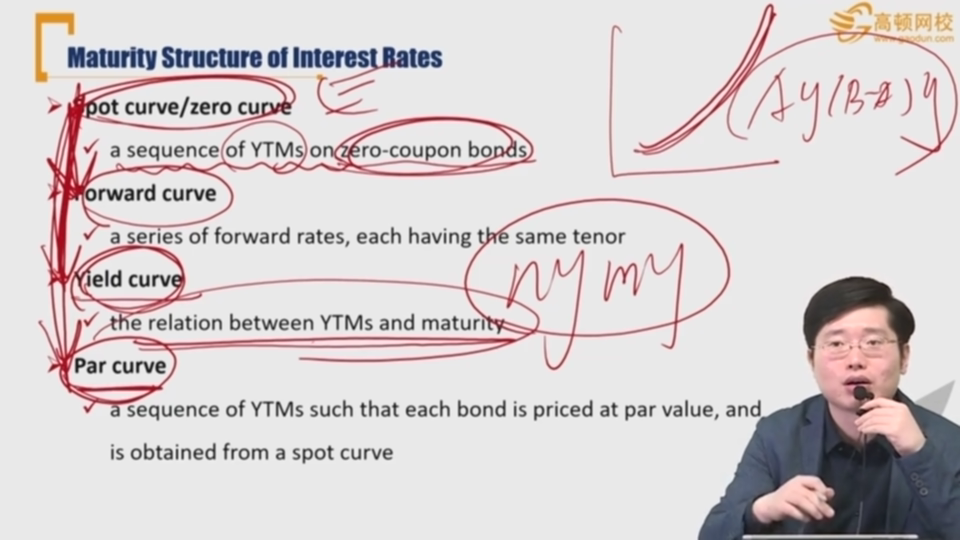 高顿网校
www.gaodun.com
Maturity Structure of Interest Rates
Spot curve/zero curve
a sequence of YTMs on zero-coupon bonds
Forward curve
a series of forward rates, each having the same tenor
Yield curve
the relation between YTMs and maturity
Par curve
a sequence of YTMs such that each bond is priced at par value, and
is obtained from a spot curve
ny my